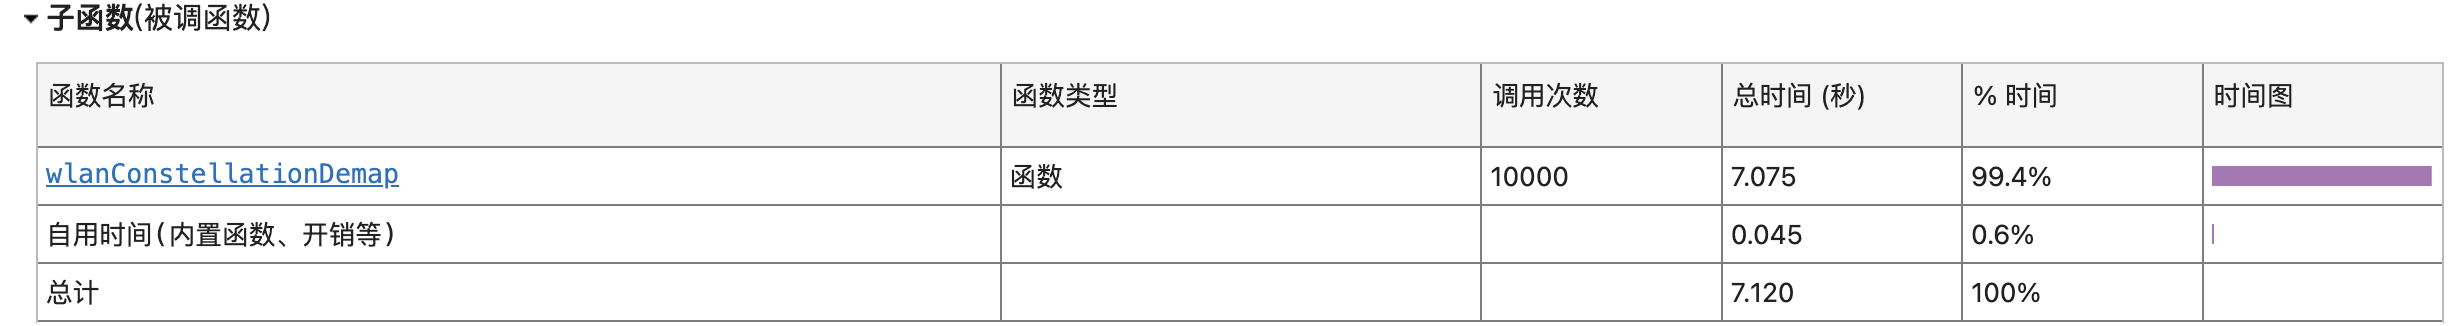 子函数(被调函数)
函数名称 函数类型 调用次数 总时间 (秒) % 时间 时间图
wlanConstellationDemap 函数 10000 7.075 99.4%
自用时间(内置函数、开销等) 0.045 0.6%
总计 7.120 100%